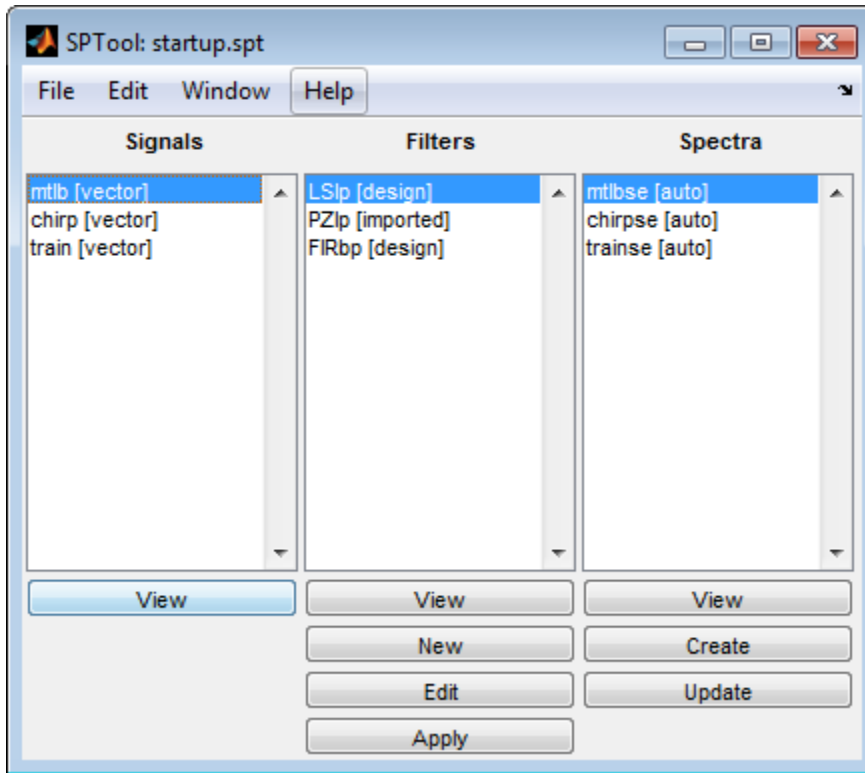 SPTool: startup.spt
File Edit Window Help
Signals Filters Spectra
mtlb [vector] LSlp [design] mtlbse [auto]
chirp [vector] PZlp [imported] chirpse [auto]
train [vector] FIRbp [design] trainse [auto]
View View View
New Create
Edit Update
Apply